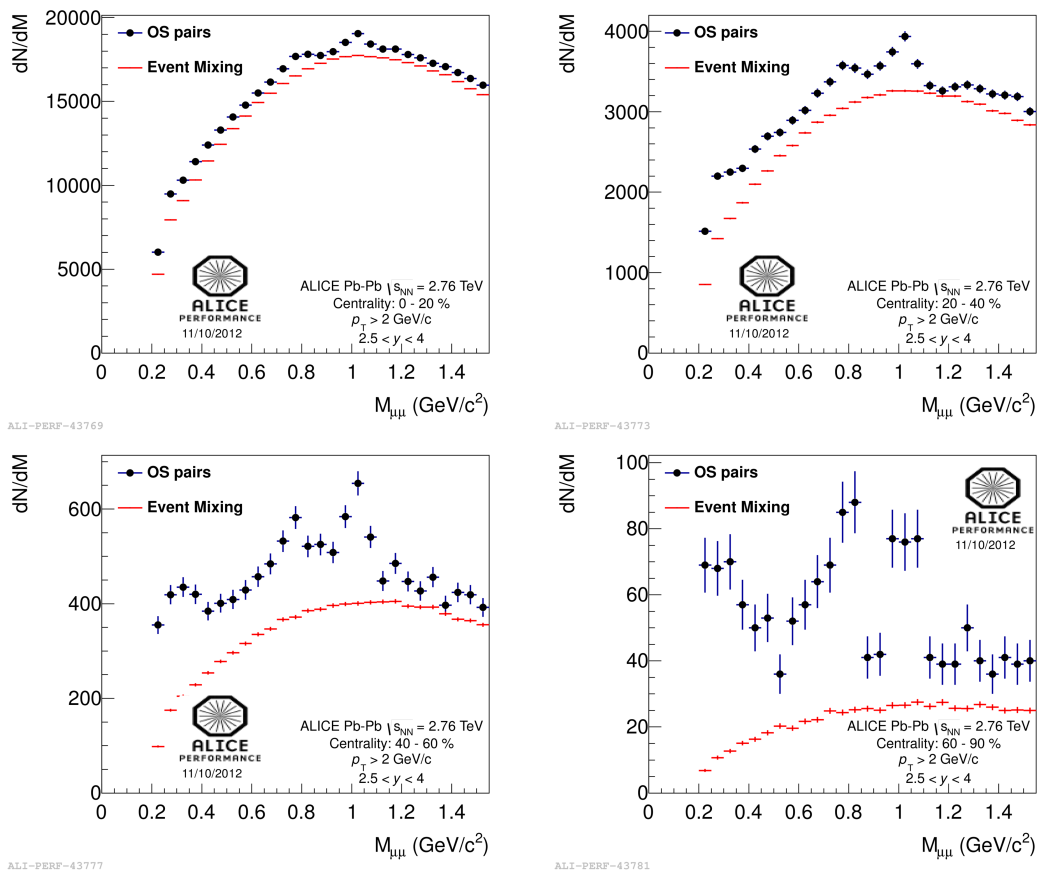 dN/dM
20000
15000
10000
5000
0
OS pairs
Event Mixing
ALICE
PERFORMANCE
11/10/2012
ALICE Pb-Pb √sNN = 2.76 TeV
Centrality: 0 - 20 %
pT > 2 GeV/c
2.5 < y < 4
0 0.2 0.4 0.6 0.8 1 1.2 1.4
Mμμ (GeV/c²)
ALI-PERF-43769
dN/dM
4000
3000
2000
1000
0
OS pairs
Event Mixing
ALICE
PERFORMANCE
11/10/2012
ALICE Pb-Pb √sNN = 2.76 TeV
Centrality: 20 - 40 %
pT > 2 GeV/c
2.5 < y < 4
0 0.2 0.4 0.6 0.8 1 1.2 1.4
Mμμ (GeV/c²)
ALI-PERF-43773
dN/dM
600
400
200
0
OS pairs
Event Mixing
ALICE
PERFORMANCE
11/10/2012
ALICE Pb-Pb √sNN = 2.76 TeV
Centrality: 40 - 60 %
pT > 2 GeV/c
2.5 < y < 4
0 0.2 0.4 0.6 0.8 1 1.2 1.4
Mμμ (GeV/c²)
ALI-PERF-43777
dN/dM
100
80
60
40
20
0
OS pairs
Event Mixing
ALICE
PERFORMANCE
11/10/2012
ALICE Pb-Pb √sNN = 2.76 TeV
Centrality: 60 - 90 %
pT > 2 GeV/c
2.5 < y < 4
0 0.2 0.4 0.6 0.8 1 1.2 1.4
Mμμ (GeV/c²)
ALI-PERF-43781